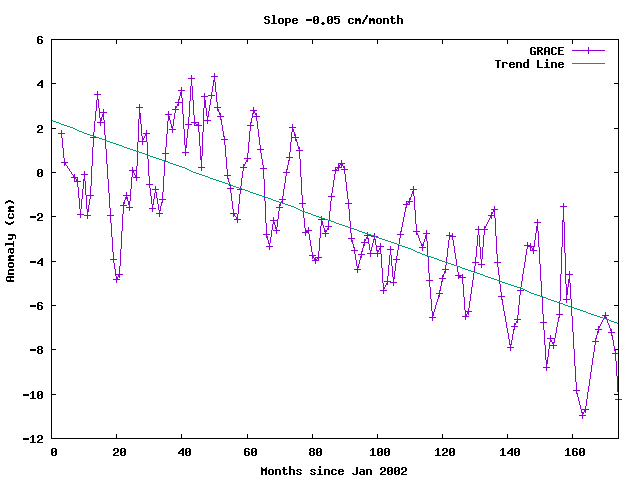 Slope -0.05 cm/month
GRACE
Trend Line
6
4
2
0
-2
-4
-6
-8
-10
-12
Anomaly (cm)
0 20 40 60 80 100 120 140 160
Months since Jan 2002